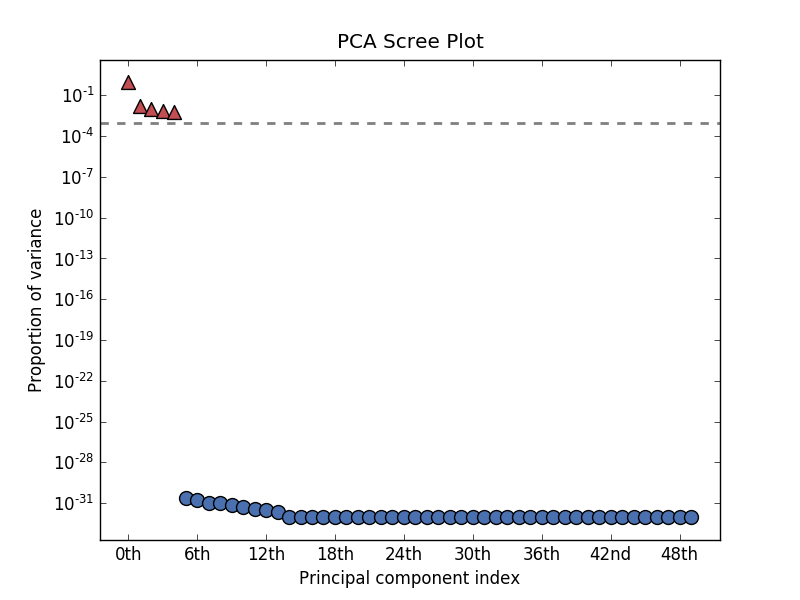 PCA Scree Plot
Proportion of variance
10^-1
10^-4
10^-7
10^-10
10^-13
10^-16
10^-19
10^-22
10^-25
10^-28
10^-31
0th 6th 12th 18th 24th 30th 36th 42nd 48th
Principal component index